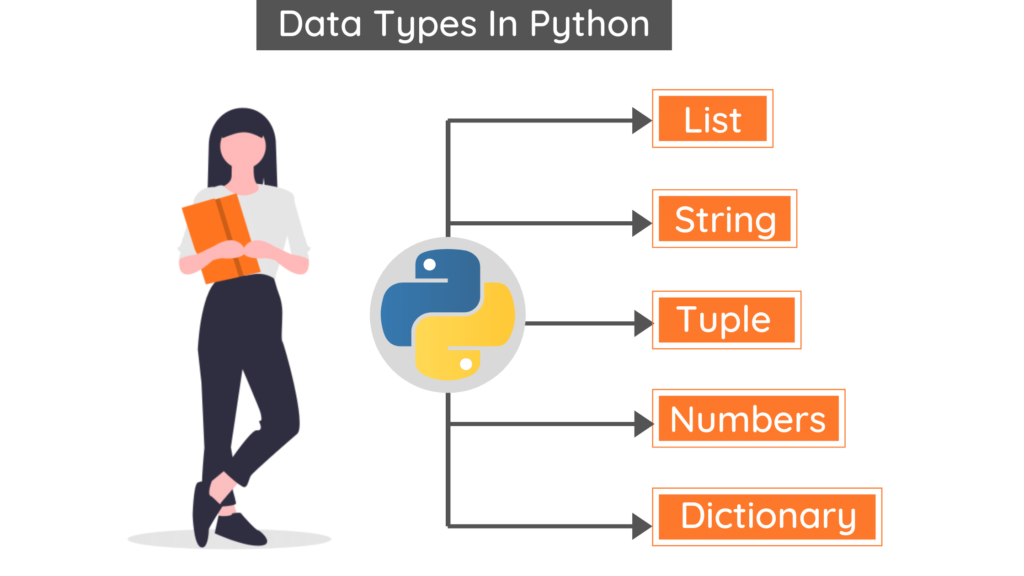 Data Types In Python
List
String
Tuple
Numbers
Dictionary